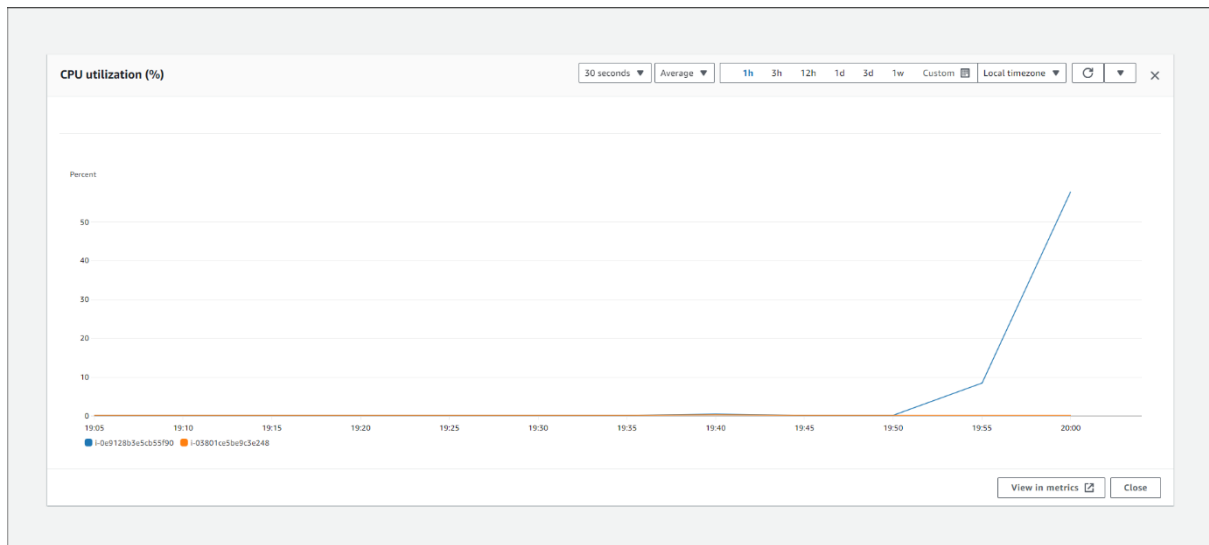 CPU utilization (%) 30 seconds Average 1h 3h 12h 1d 3d 1w Custom Local timezone
Percent
50
40
30
20
10
0
19:05 19:10 19:15 19:20 19:25 19:30 19:35 19:40 19:45 19:50 19:55 20:00
i-0e9128b3e5cb55f90 i-03801ce5be9c3e248
View in metrics Close